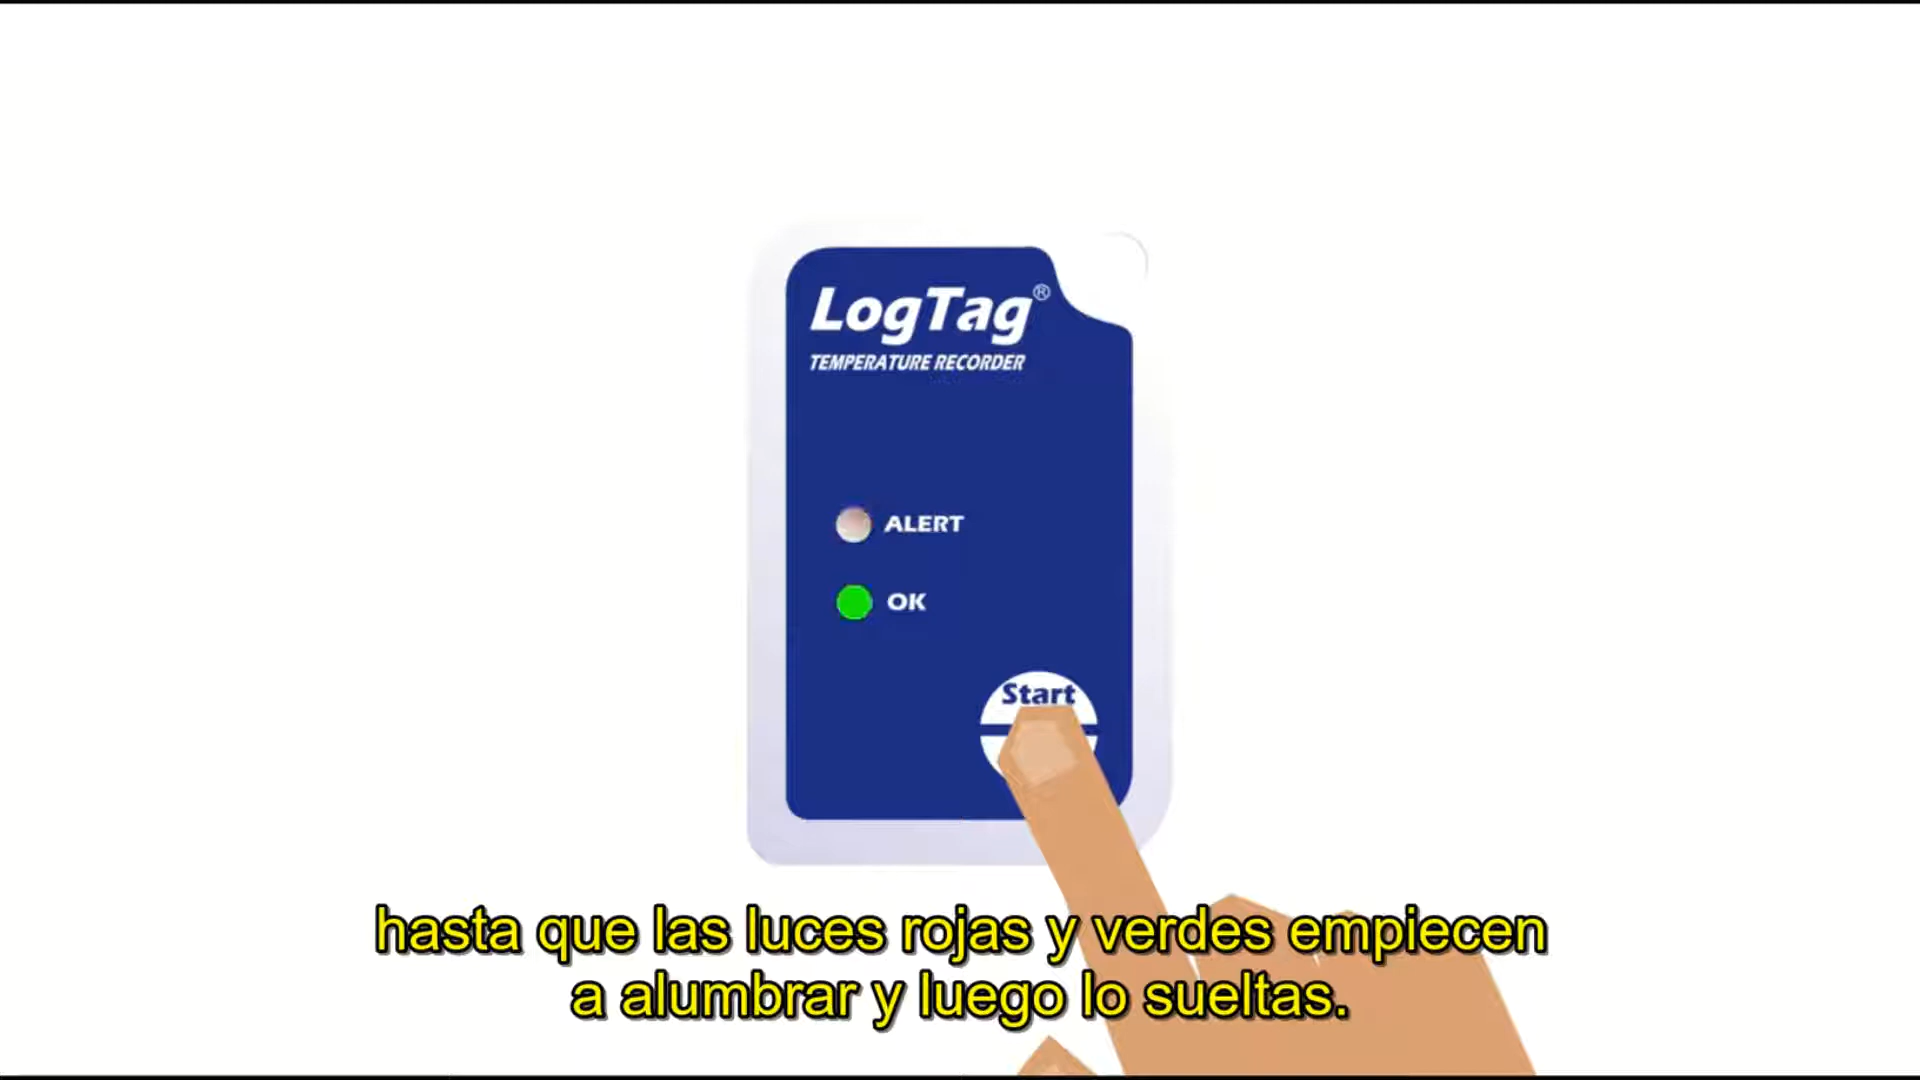 LogTag®
TEMPERATURE RECORDER
ALERT
OK
Start
hasta que las luces rojas y verdes empiecen
a alumbrar y luego lo sueltas.